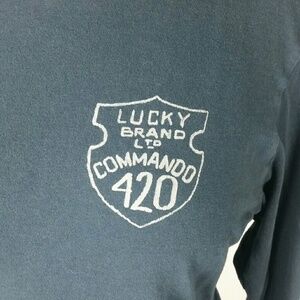 LUCKY
BRAND
LTD
COMMANDO
420